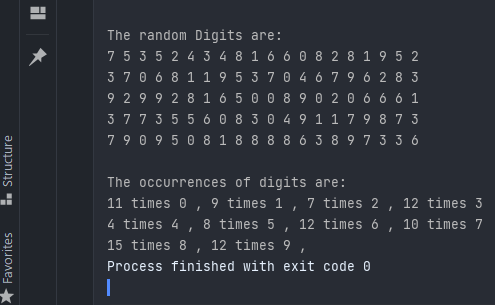 The random Digits are:
7 5 3 5 2 4 3 4 8 1 6 6 0 8 2 8 1 9 5 2
3 7 0 6 8 1 1 9 5 3 7 0 4 6 7 9 6 2 8 3
9 2 9 9 2 8 1 6 5 0 0 8 9 0 2 0 6 6 6 1
3 7 7 3 5 5 6 0 8 3 0 4 9 1 1 7 9 8 7 3
7 9 0 9 5 0 8 1 8 8 8 8 6 3 8 9 7 3 3 6
The occurrences of digits are:
11 times 0 , 9 times 1 , 7 times 2 , 12 times 3
4 times 4 , 8 times 5 , 12 times 6 , 10 times 7
15 times 8 , 12 times 9 ,
Process finished with exit code 0
Structure
Favorites